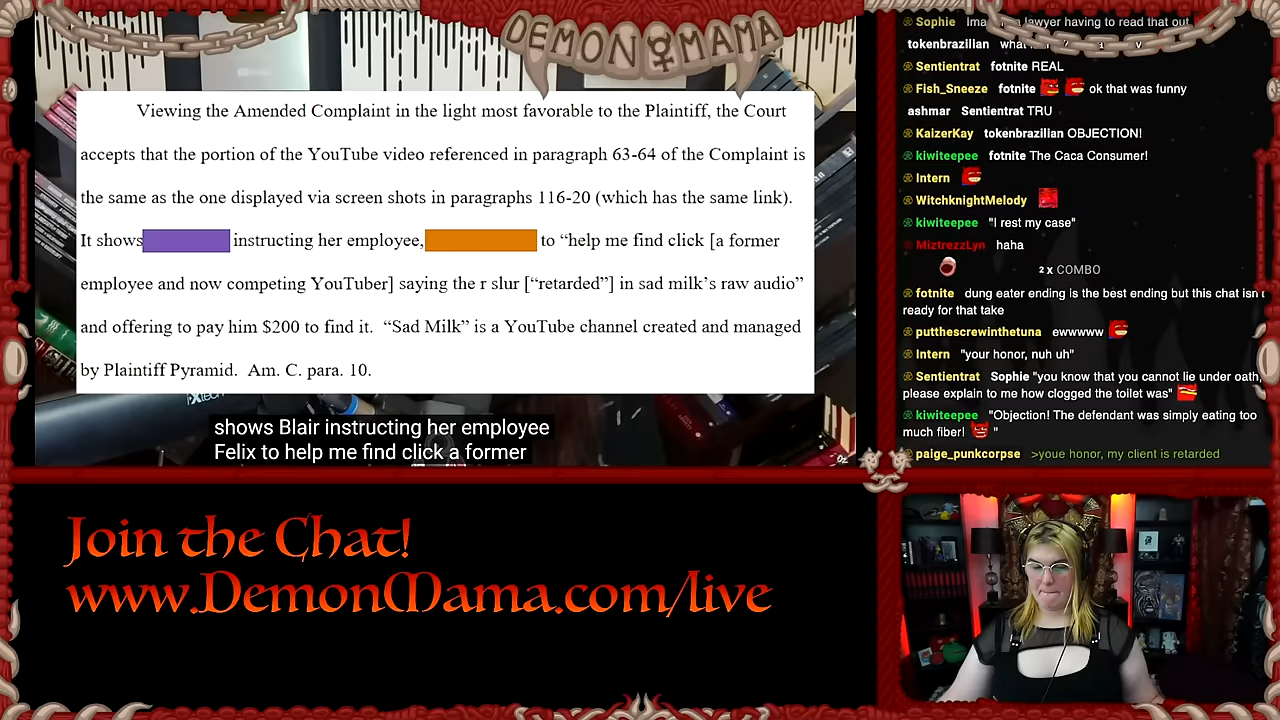 DEMON MAMA
Viewing the Amended Complaint in the light most favorable to the Plaintiff, the Court
accepts that the portion of the YouTube video referenced in paragraph 63-64 of the Complaint is
the same as the one displayed via screen shots in paragraphs 116-20 (which has the same link).
It shows instructing her employee, to “help me find click [a former
employee and now competing YouTuber] saying the r slur [“retarded”] in sad milk’s raw audio”
and offering to pay him $200 to find it. “Sad Milk” is a YouTube channel created and managed
by Plaintiff Pyramid. Am. C. para. 10.
shows Blair instructing her employee
Felix to help me find click a former
Sophie lawyer having to read that out
tokenbrazilian
Sentientrat fotnite REAL
Fish_Sneeze fotnite ok that was funny
ashmar Sentientrat TRU
KaizerKay tokenbrazilian OBJECTION!
kiwiteepee fotnite The Caca Consumer!
Intern
WitchknightMelody
kiwiteepee "I rest my case"
MiztrezzLyn haha
2 x COMBO
fotnite dung eater ending is the best ending but this chat isn
ready for that take
putthescrewinthetuna ewwwww
Intern "your honor, nuh uh"
Sentientrat Sophie "you know that you cannot lie under oath,
please explain to me how clogged the toilet was"
kiwiteepee "Objection! The defendant was simply eating too
much fiber! "
paige_punkcorpse >youe honor, my client is retarded
Join the Chat!
www.DemonMama.com/live